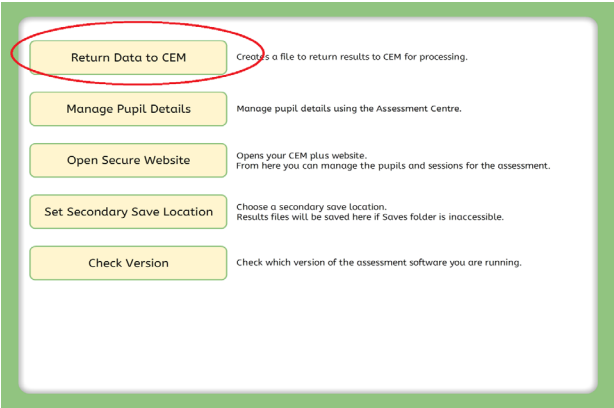 Return Data to CEM
Creates a file to return results to CEM for processing.
Manage Pupil Details
Manage pupil details using the Assessment Centre.
Open Secure Website
Opens your CEM plus website.
From here you can manage the pupils and sessions for the assessment.
Set Secondary Save Location
Choose a secondary save location.
Results files will be saved here if Saves folder is inaccessible.
Check Version
Check which version of the assessment software you are running.